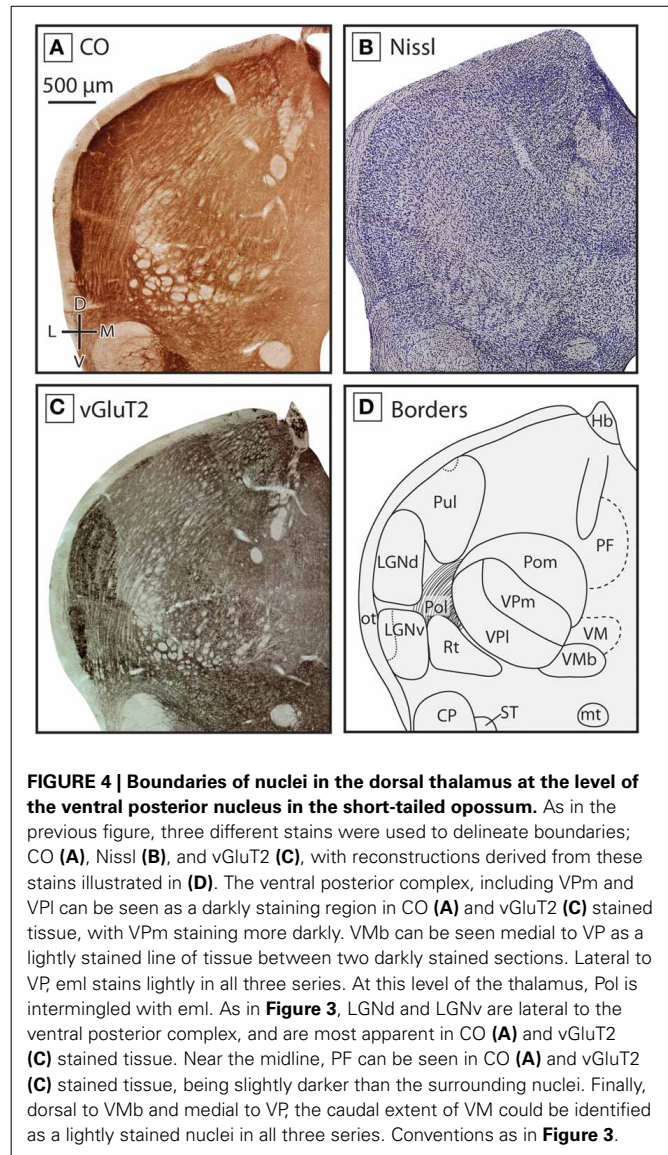 A CO
500 µm
D
L M
V
B Nissl
C vGluT2
D Borders
Hb
Pul
PF
LGNd
Pom
Pol
VPm
ot
LGNv
VM
VPl
Rt
VMb
CP
ST
mt
FIGURE 4 | Boundaries of nuclei in the dorsal thalamus at the level of
the ventral posterior nucleus in the short-tailed opossum. As in the
previous figure, three different stains were used to delineate boundaries;
CO (A), Nissl (B), and vGluT2 (C), with reconstructions derived from these
stains illustrated in (D). The ventral posterior complex, including VPm and
VPl can be seen as a darkly staining region in CO (A) and vGluT2 (C) stained
tissue, with VPm staining more darkly. VMb can be seen medial to VP as a
lightly stained line of tissue between two darkly stained sections. Lateral to
VP, eml stains lightly in all three series. At this level of the thalamus, Pol is
intermingled with eml. As in Figure 3, LGNd and LGNv are lateral to the
ventral posterior complex, and are most apparent in CO (A) and vGluT2
(C) stained tissue. Near the midline, PF can be seen in CO (A) and vGluT2
(C) stained tissue, being slightly darker than the surrounding nuclei. Finally,
dorsal to VMb and medial to VP, the caudal extent of VM could be identified
as a lightly stained nuclei in all three series. Conventions as in Figure 3.